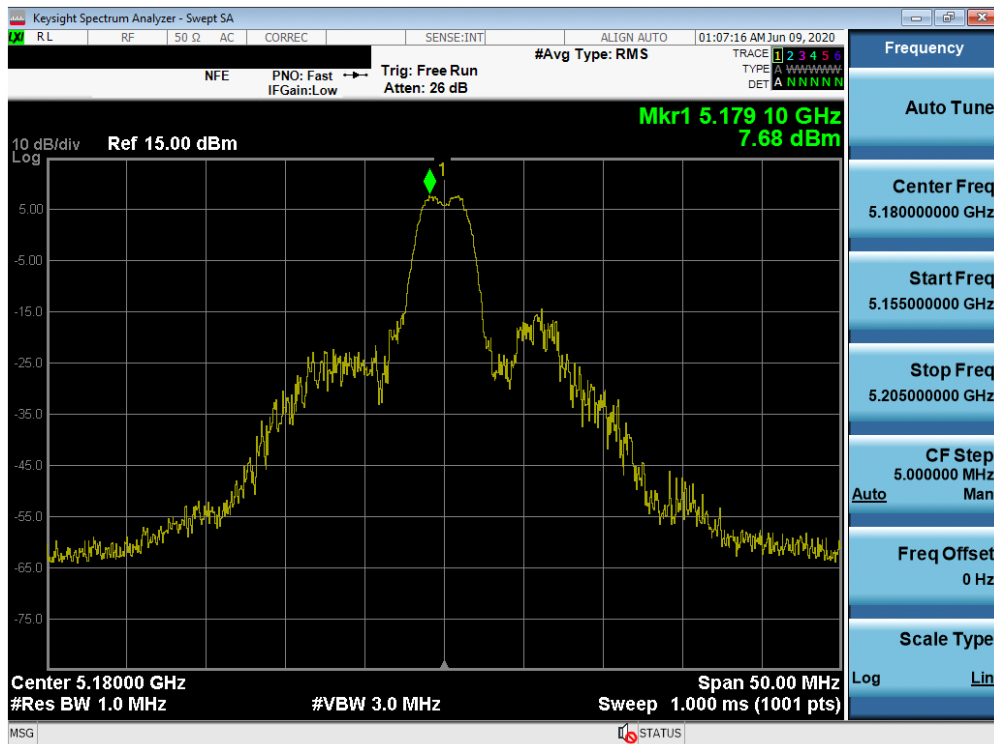 Keysight Spectrum Analyzer - Swept SA
LXI RL RF 50 Ω AC CORREC SENSE:INT ALIGN AUTO 01:07:16 AM Jun 09, 2020
#Avg Type: RMS
TRACE 1 2 3 4 5 6
TYPE A WWWWW
DET A N N N N N
NFE PNO: Fast Trig: Free Run
IFGain:Low Atten: 26 dB
Mkr1 5.179 10 GHz
7.68 dBm
10 dB/div Ref 15.00 dBm
Log
1
5.00
-5.00
-15.0
-25.0
-35.0
-45.0
-55.0
-65.0
-75.0
Center 5.18000 GHz Span 50.00 MHz
#Res BW 1.0 MHz #VBW 3.0 MHz Sweep 1.000 ms (1001 pts)
MSG STATUS
Frequency
Auto Tune
Center Freq
5.180000000 GHz
Start Freq
5.155000000 GHz
Stop Freq
5.205000000 GHz
CF Step
5.000000 MHz
Auto Man
Freq Offset
0 Hz
Scale Type
Log Lin